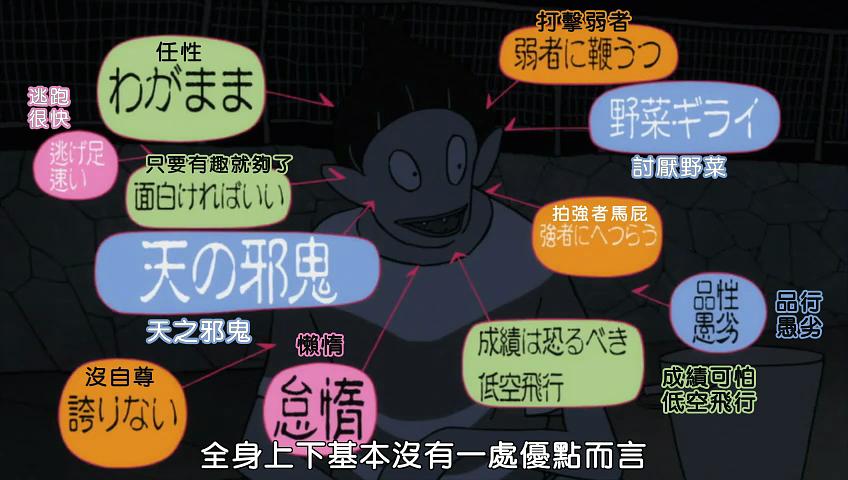 打擊弱者
弱者に鞭うつ
任性
わがまま
野菜ギライ
討厭野菜
逃跑
很快
逃げ足
速い
只要有趣就夠了
面白ければいい
拍強者馬屁
強者にへつらう
天の邪鬼
天之邪鬼
品性
愚劣
品行
愚劣
懶惰
怠惰
成績は恐るべき
低空飛行
成績可怕
低空飛行
沒自尊
誇りない
全身上下基本沒有一處優點而言